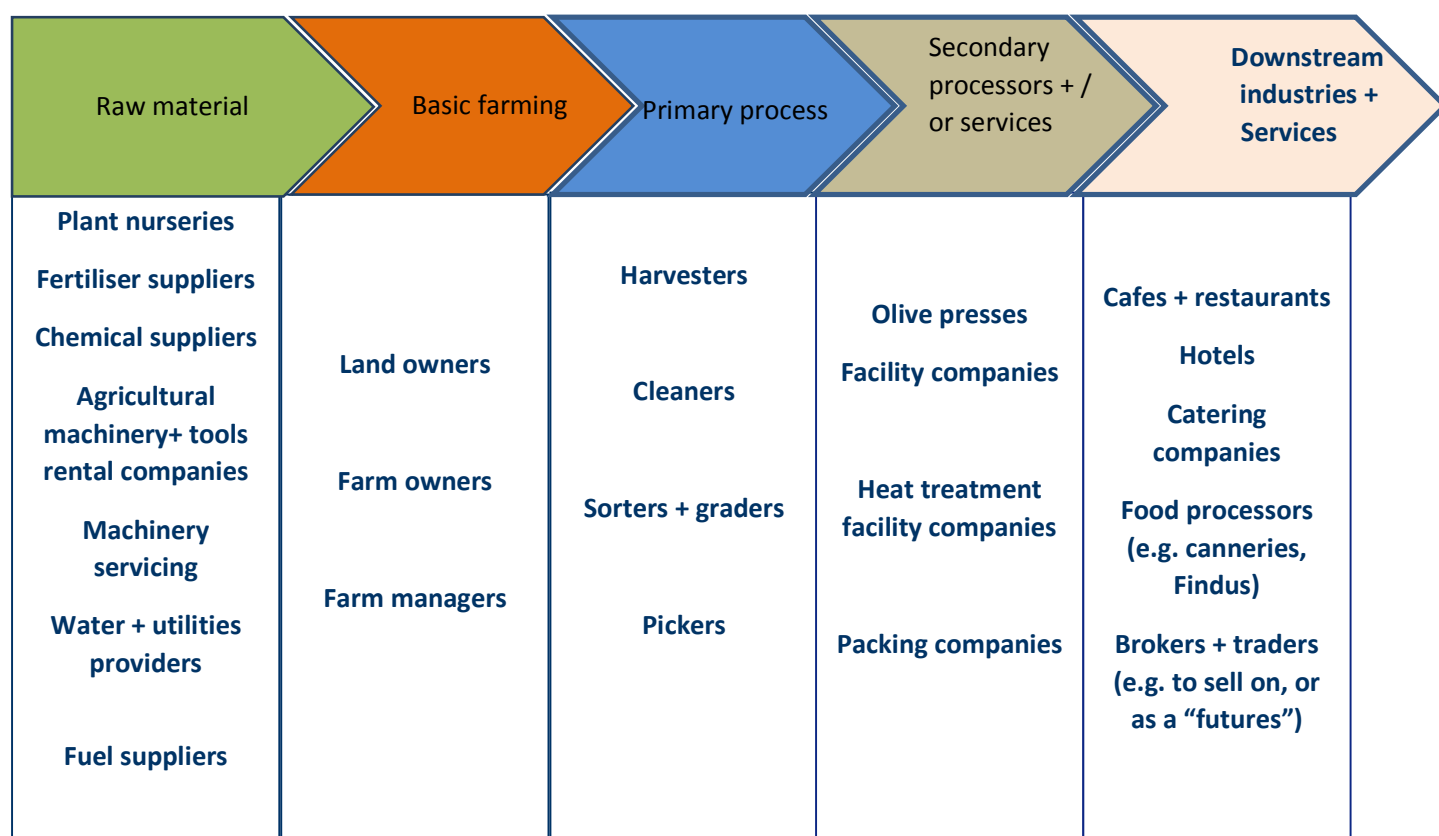 Raw material
Basic farming
Primary process
Secondary
processors + /
or services
Downstream
industries +
Services
Plant nurseries
Fertiliser suppliers
Chemical suppliers
Agricultural
machinery+ tools
rental companies
Machinery
servicing
Water + utilities
providers
Fuel suppliers
Land owners
Farm owners
Farm managers
Harvesters
Cleaners
Sorters + graders
Pickers
Olive presses
Facility companies
Heat treatment
facility companies
Packing companies
Cafes + restaurants
Hotels
Catering
companies
Food processors
(e.g. canneries,
Findus)
Brokers + traders
(e.g. to sell on, or
as a “futures”)